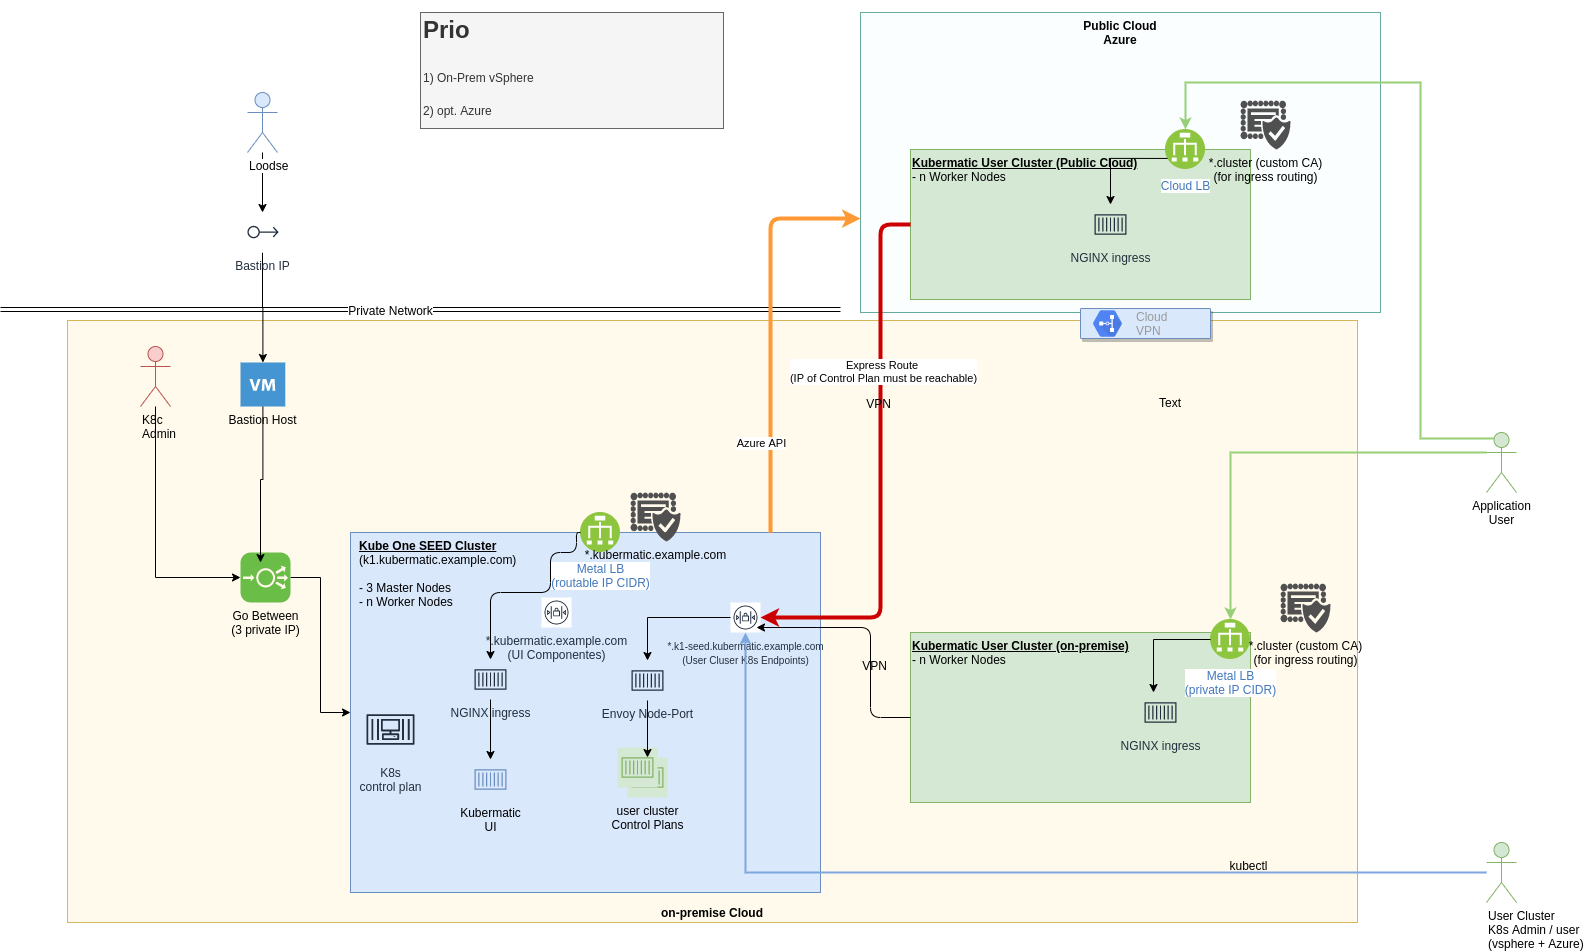 Prio
1) On-Prem vSphere
2) opt. Azure
Public Cloud
Azure
Loodse
Bastion IP
Private Network
Kubermatic User Cluster (Public Cloud)
- n Worker Nodes
Cloud LB
*.cluster (custom CA)
(for ingress routing)
NGINX ingress
Cloud
VPN
K8c
Admin
VM
Bastion Host
Express Route
(IP of Control Plan must be reachable)
VPN
Text
Azure API
Application
User
Go Between
(3 private IP)
Kube One SEED Cluster
(k1.kubermatic.example.com)
- 3 Master Nodes
- n Worker Nodes
*.kubermatic.example.com
Metal LB
(routable IP CIDR)
*.kubermatic.example.com
(UI Componentes)
*.k1-seed.kubermatic.example.com
(User Cluser K8s Endpoints)
NGINX ingress
Envoy Node-Port
K8s
control plan
Kubermatic
UI
user cluster
Control Plans
VPN
Kubermatic User Cluster (on-premise)
- n Worker Nodes
*.cluster (custom CA)
(for ingress routing)
Metal LB
(private IP CIDR)
NGINX ingress
kubectl
on-premise Cloud
User Cluster
K8s Admin / user
(vsphere + Azure)